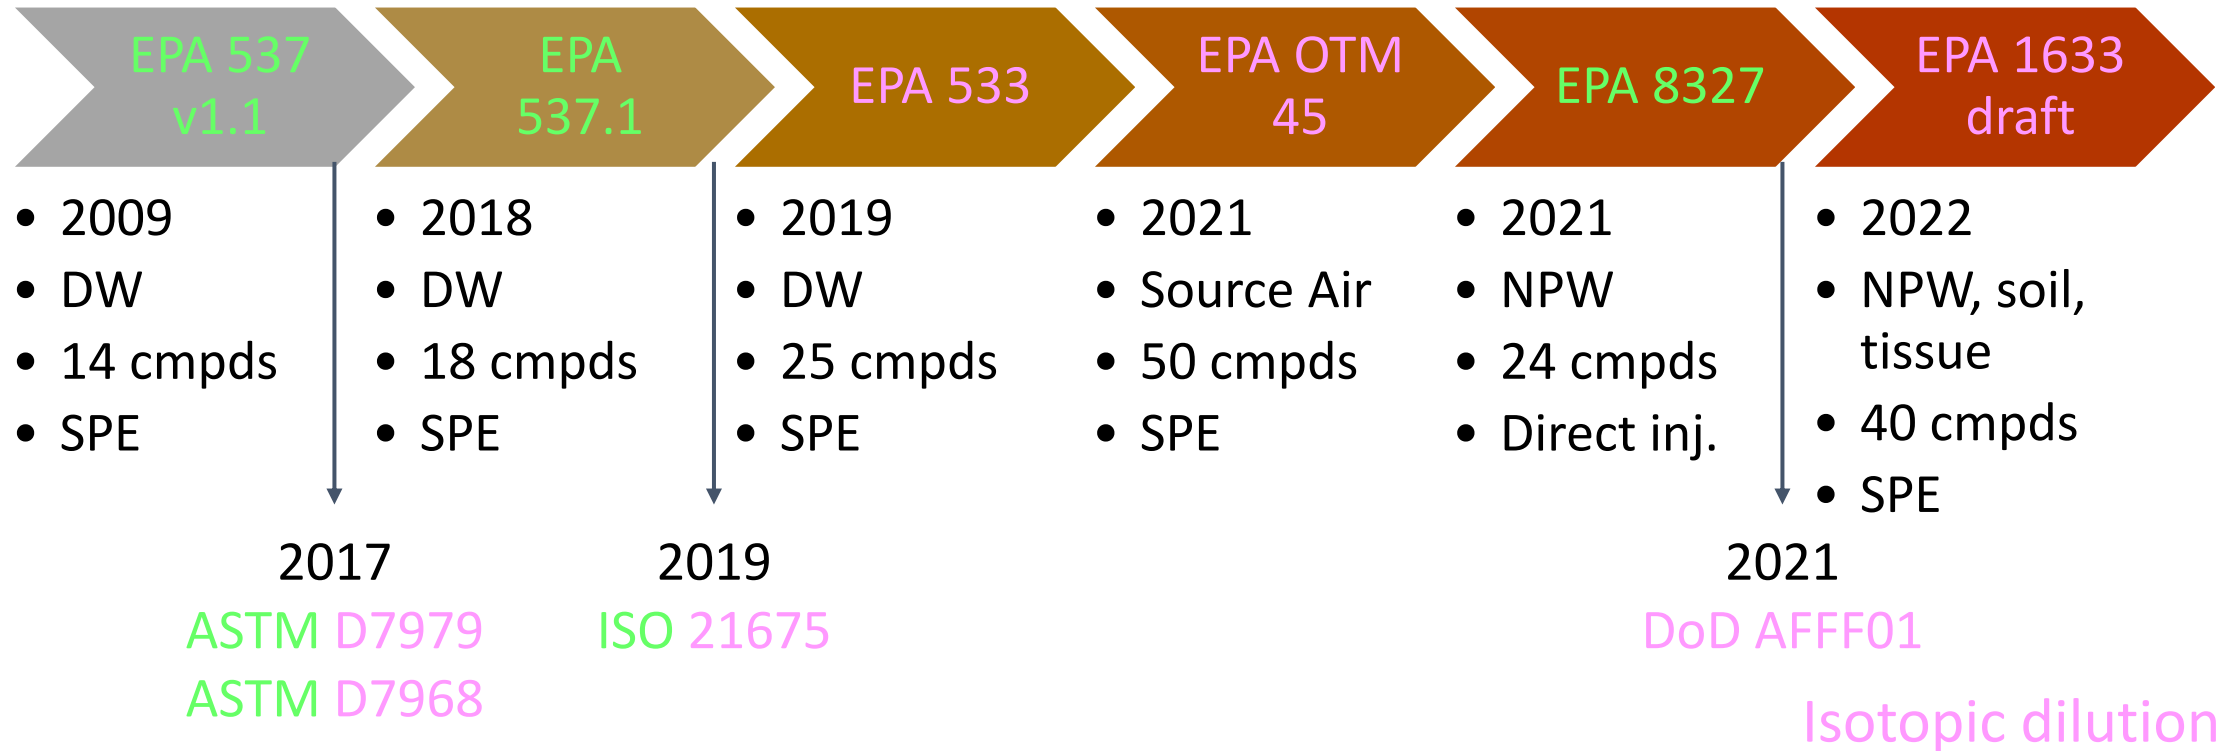 EPA 537
v1.1
• 2009
• DW
• 14 cmpds
• SPE
EPA
537.1
• 2018
• DW
• 18 cmpds
• SPE
EPA 533
• 2019
• DW
• 25 cmpds
• SPE
EPA OTM
45
• 2021
• Source Air
• 50 cmpds
• SPE
EPA 8327
• 2021
• NPW
• 24 cmpds
• Direct inj.
EPA 1633
draft
• 2022
• NPW, soil,
tissue
• 40 cmpds
• SPE
2017
ASTM D7979
ASTM D7968
2019
ISO 21675
2021
DoD AFFF01
Isotopic dilution